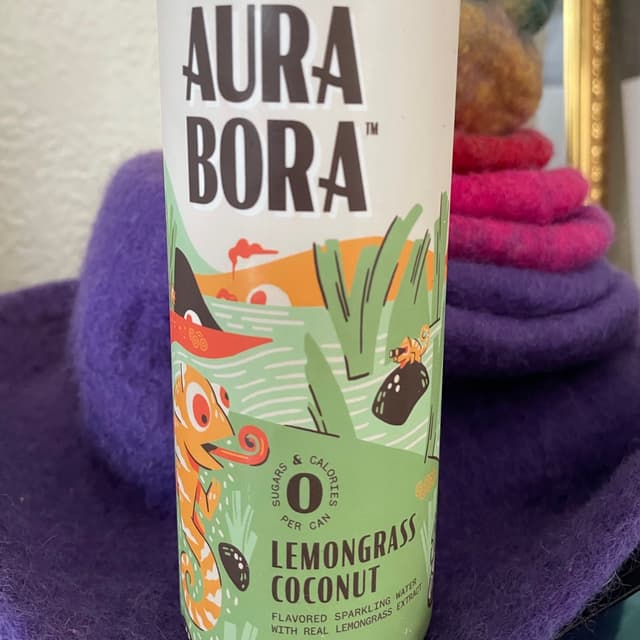 AURA
BORA™
SUGARS & CALORIES
0
PER CAN
LEMONGRASS
COCONUT
FLAVORED SPARKLING WATER
WITH REAL LEMONGRASS EXTRACT